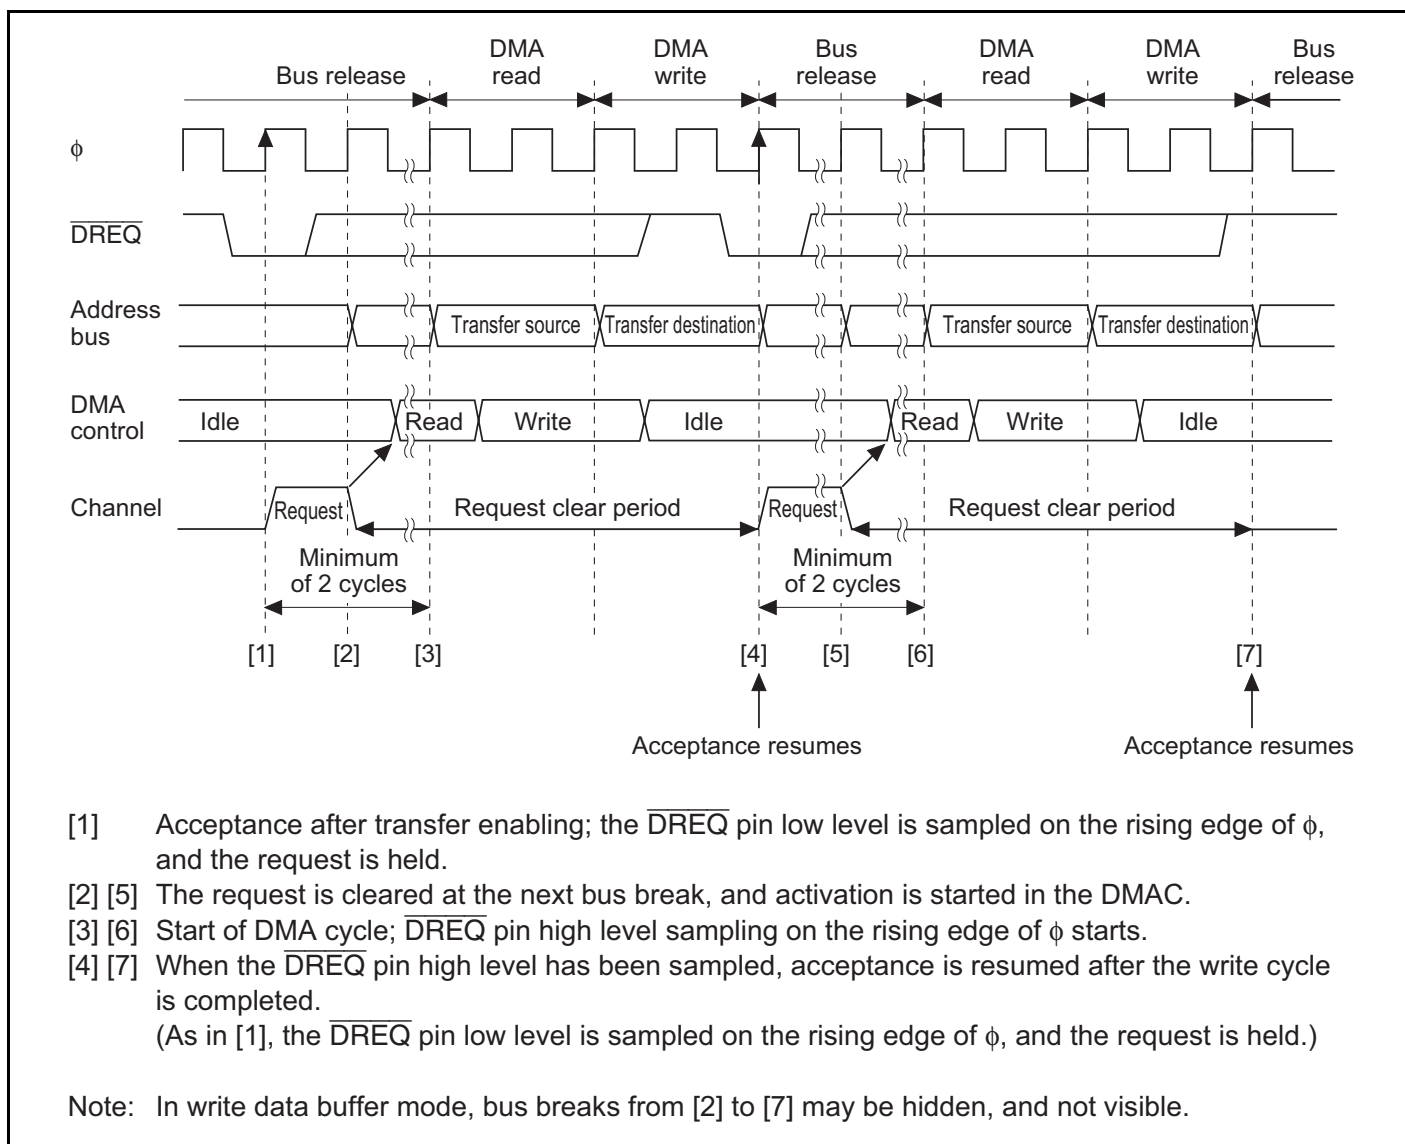 DMA DMA Bus DMA DMA Bus
Bus release read write release read write release
φ
DREQ
Address
bus
Transfer source Transfer destination Transfer source Transfer destination
DMA
control
Idle Read Write Idle Read Write Idle
Channel Request Request clear period Request Request clear period
Minimum Minimum
of 2 cycles of 2 cycles
[1] [2] [3] [4] [5] [6] [7]
Acceptance resumes Acceptance resumes
[1] Acceptance after transfer enabling; the DREQ pin low level is sampled on the rising edge of φ,
and the request is held.
[2] [5] The request is cleared at the next bus break, and activation is started in the DMAC.
[3] [6] Start of DMA cycle; DREQ pin high level sampling on the rising edge of φ starts.
[4] [7] When the DREQ pin high level has been sampled, acceptance is resumed after the write cycle
is completed.
(As in [1], the DREQ pin low level is sampled on the rising edge of φ, and the request is held.)
Note: In write data buffer mode, bus breaks from [2] to [7] may be hidden, and not visible.